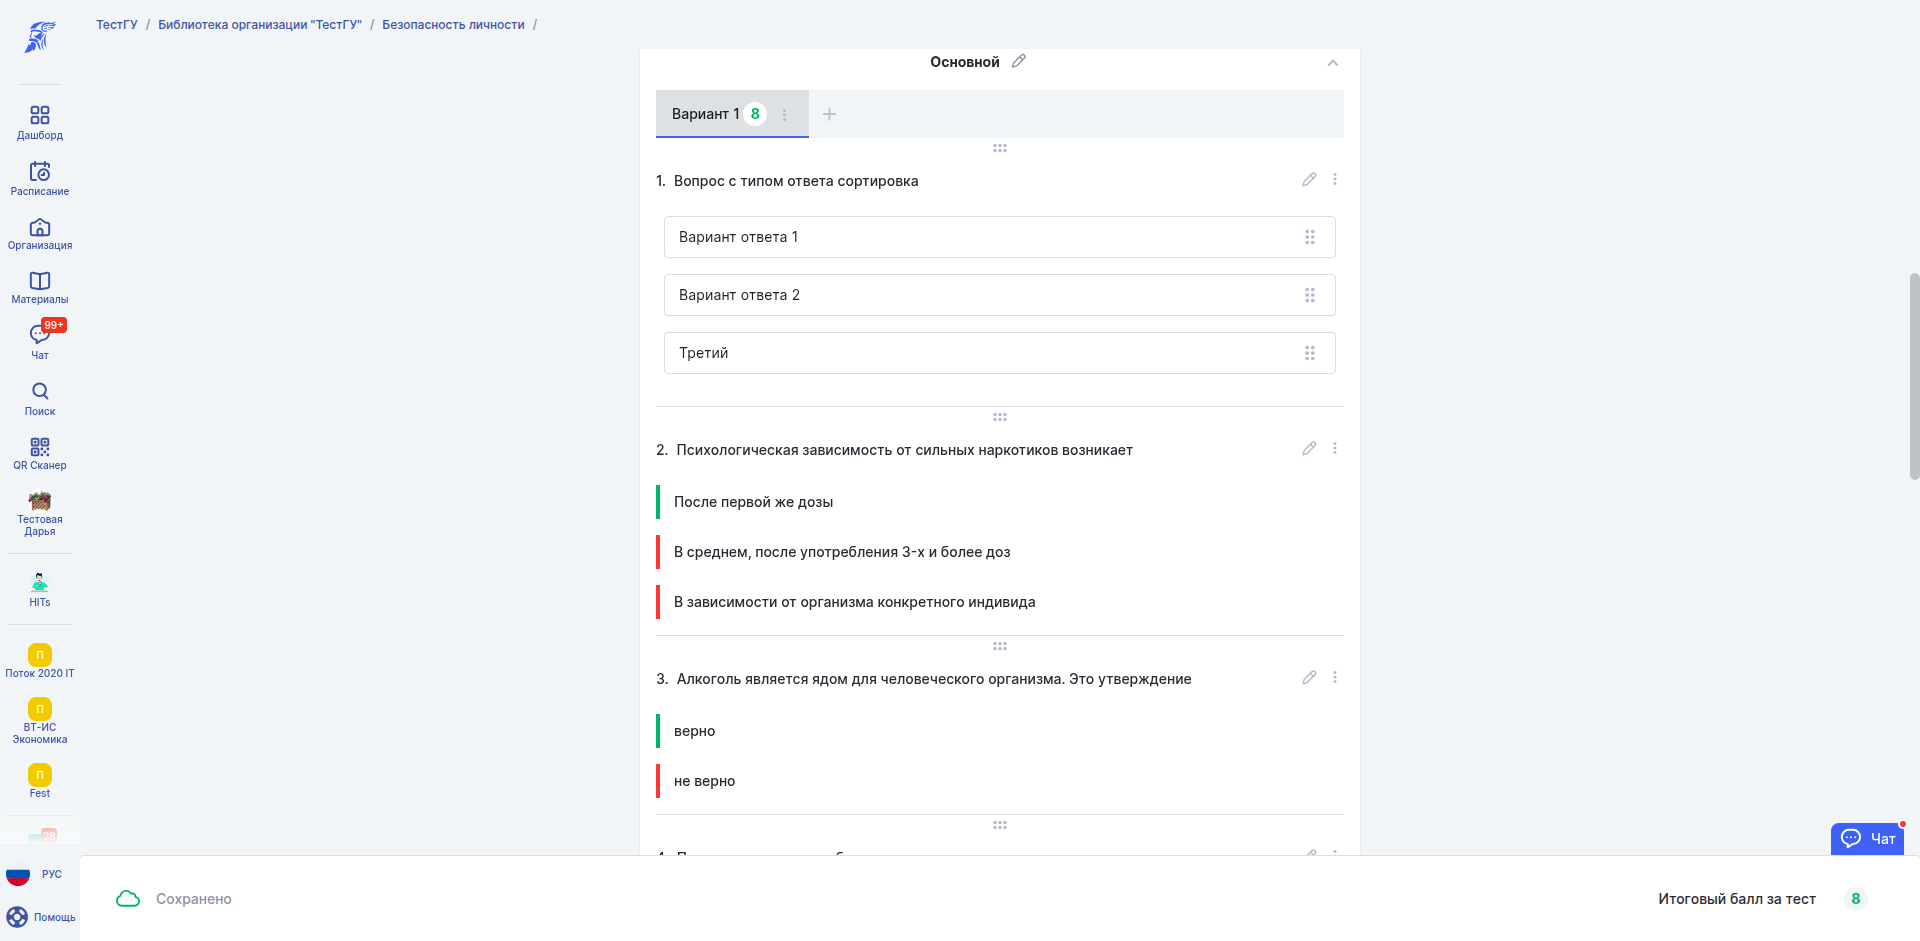 ТестГУ / Библиотека организации "ТестГУ" / Безопасность личности /
Дашборд
Расписание
Организация
Материалы
99+
Чат
Поиск
QR Сканер
Тестовая
Дарья
HITs
П
Поток 2020 IT
П
ВТ-ИС
Экономика
П
Fest
28
РУС
Помощь
Основной
Вариант 1 8
1. Вопрос с типом ответа сортировка
Вариант ответа 1
Вариант ответа 2
Третий
2. Психологическая зависимость от сильных наркотиков возникает
После первой же дозы
В среднем, после употребления 3-х и более доз
В зависимости от организма конкретного индивида
3. Алкоголь является ядом для человеческого организма. Это утверждение
верно
не верно
Чат
Сохранено
Итоговый балл за тест 8